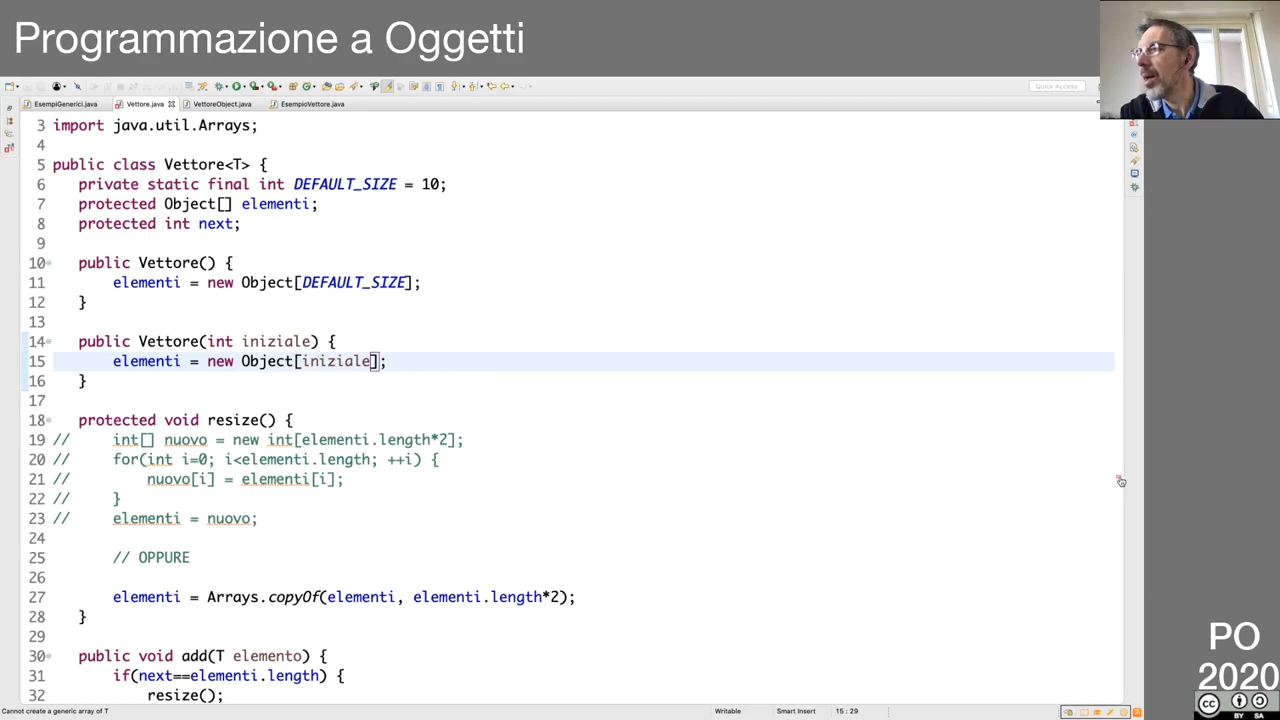 Programmazione a Oggetti
Quick Access
EsempiGenerici.java
Vettore.java
VettoreObject.java
EsempioVettore.java
3 import java.util.Arrays;
4
5 public class Vettore<T> {
6 private static final int DEFAULT_SIZE = 10;
7 protected Object[] elementi;
8 protected int next;
9
10 public Vettore() {
11 elementi = new Object[DEFAULT_SIZE];
12 }
13
14 public Vettore(int iniziale) {
15 elementi = new Object[iniziale];
16 }
17
18 protected void resize() {
19 // int[] nuovo = new int[elementi.length*2];
20 // for(int i=0; i<elementi.length; ++i) {
21 // nuovo[i] = elementi[i];
22 // }
23 // elementi = nuovo;
24
25 // OPPURE
26
27 elementi = Arrays.copyOf(elementi, elementi.length*2);
28 }
29
30 public void add(T elemento) {
31 if(next==elementi.length) {
32 resize();
Cannot create a generic array of T
Writable
Smart Insert
15 : 29
PO
2020
CC
BY SA